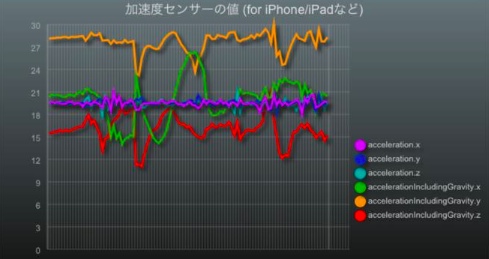 加速度センサーの値 (for iPhone/iPadなど)
30
27
24
21
18
15
12
9
6
3
0
acceleration.x
acceleration.y
acceleration.z
accelerationIncludingGravity.x
accelerationIncludingGravity.y
accelerationIncludingGravity.z